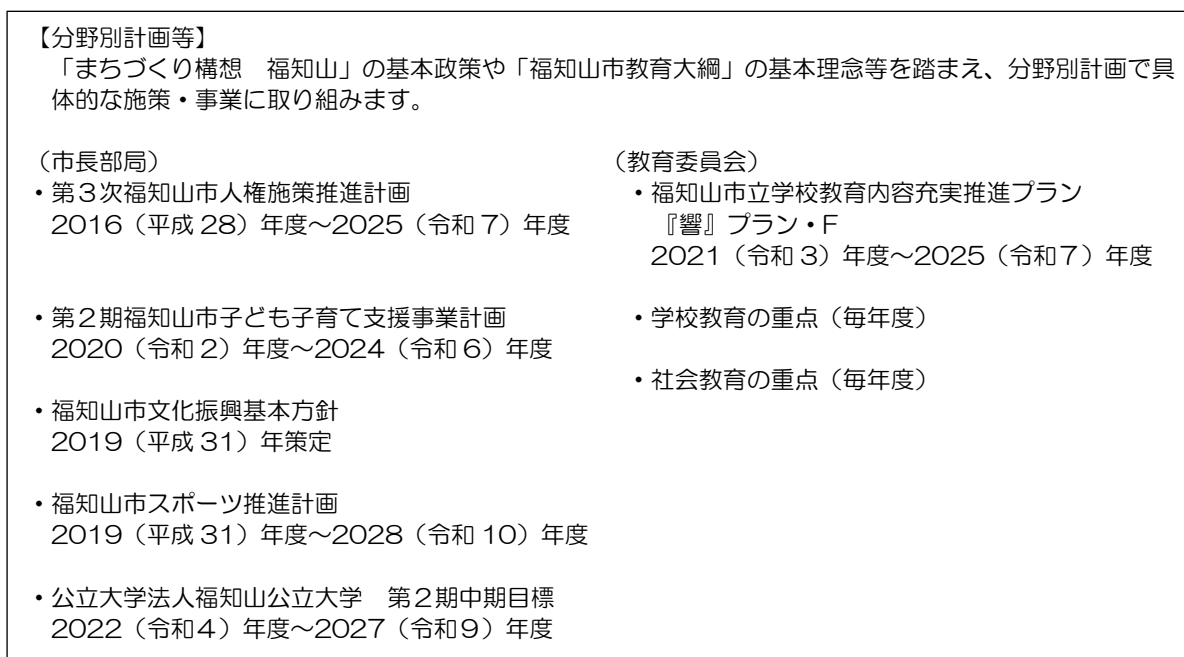 【分野別計画等】
「まちづくり構想　福知山」の基本政策や「福知山市教育大綱」の基本理念等を踏まえ、分野別計画で具
体的な施策・事業に取り組みます。
（市長部局）
・第３次福知山市人権施策推進計画
2016（平成 28）年度～2025（令和 7）年度
・第２期福知山市子ども子育て支援事業計画
2020（令和 2）年度～2024（令和 6）年度
・福知山市文化振興基本方針
2019（平成 31）年策定
・福知山市スポーツ推進計画
2019（平成 31）年度～2028（令和 10）年度
・公立大学法人福知山公立大学　第２期中期目標
2022（令和４）年度～2027（令和９）年度
（教育委員会）
・福知山市立学校教育内容充実推進プラン
『響』プラン・F
2021（令和 3）年度～2025（令和７）年度
・学校教育の重点（毎年度）
・社会教育の重点（毎年度）